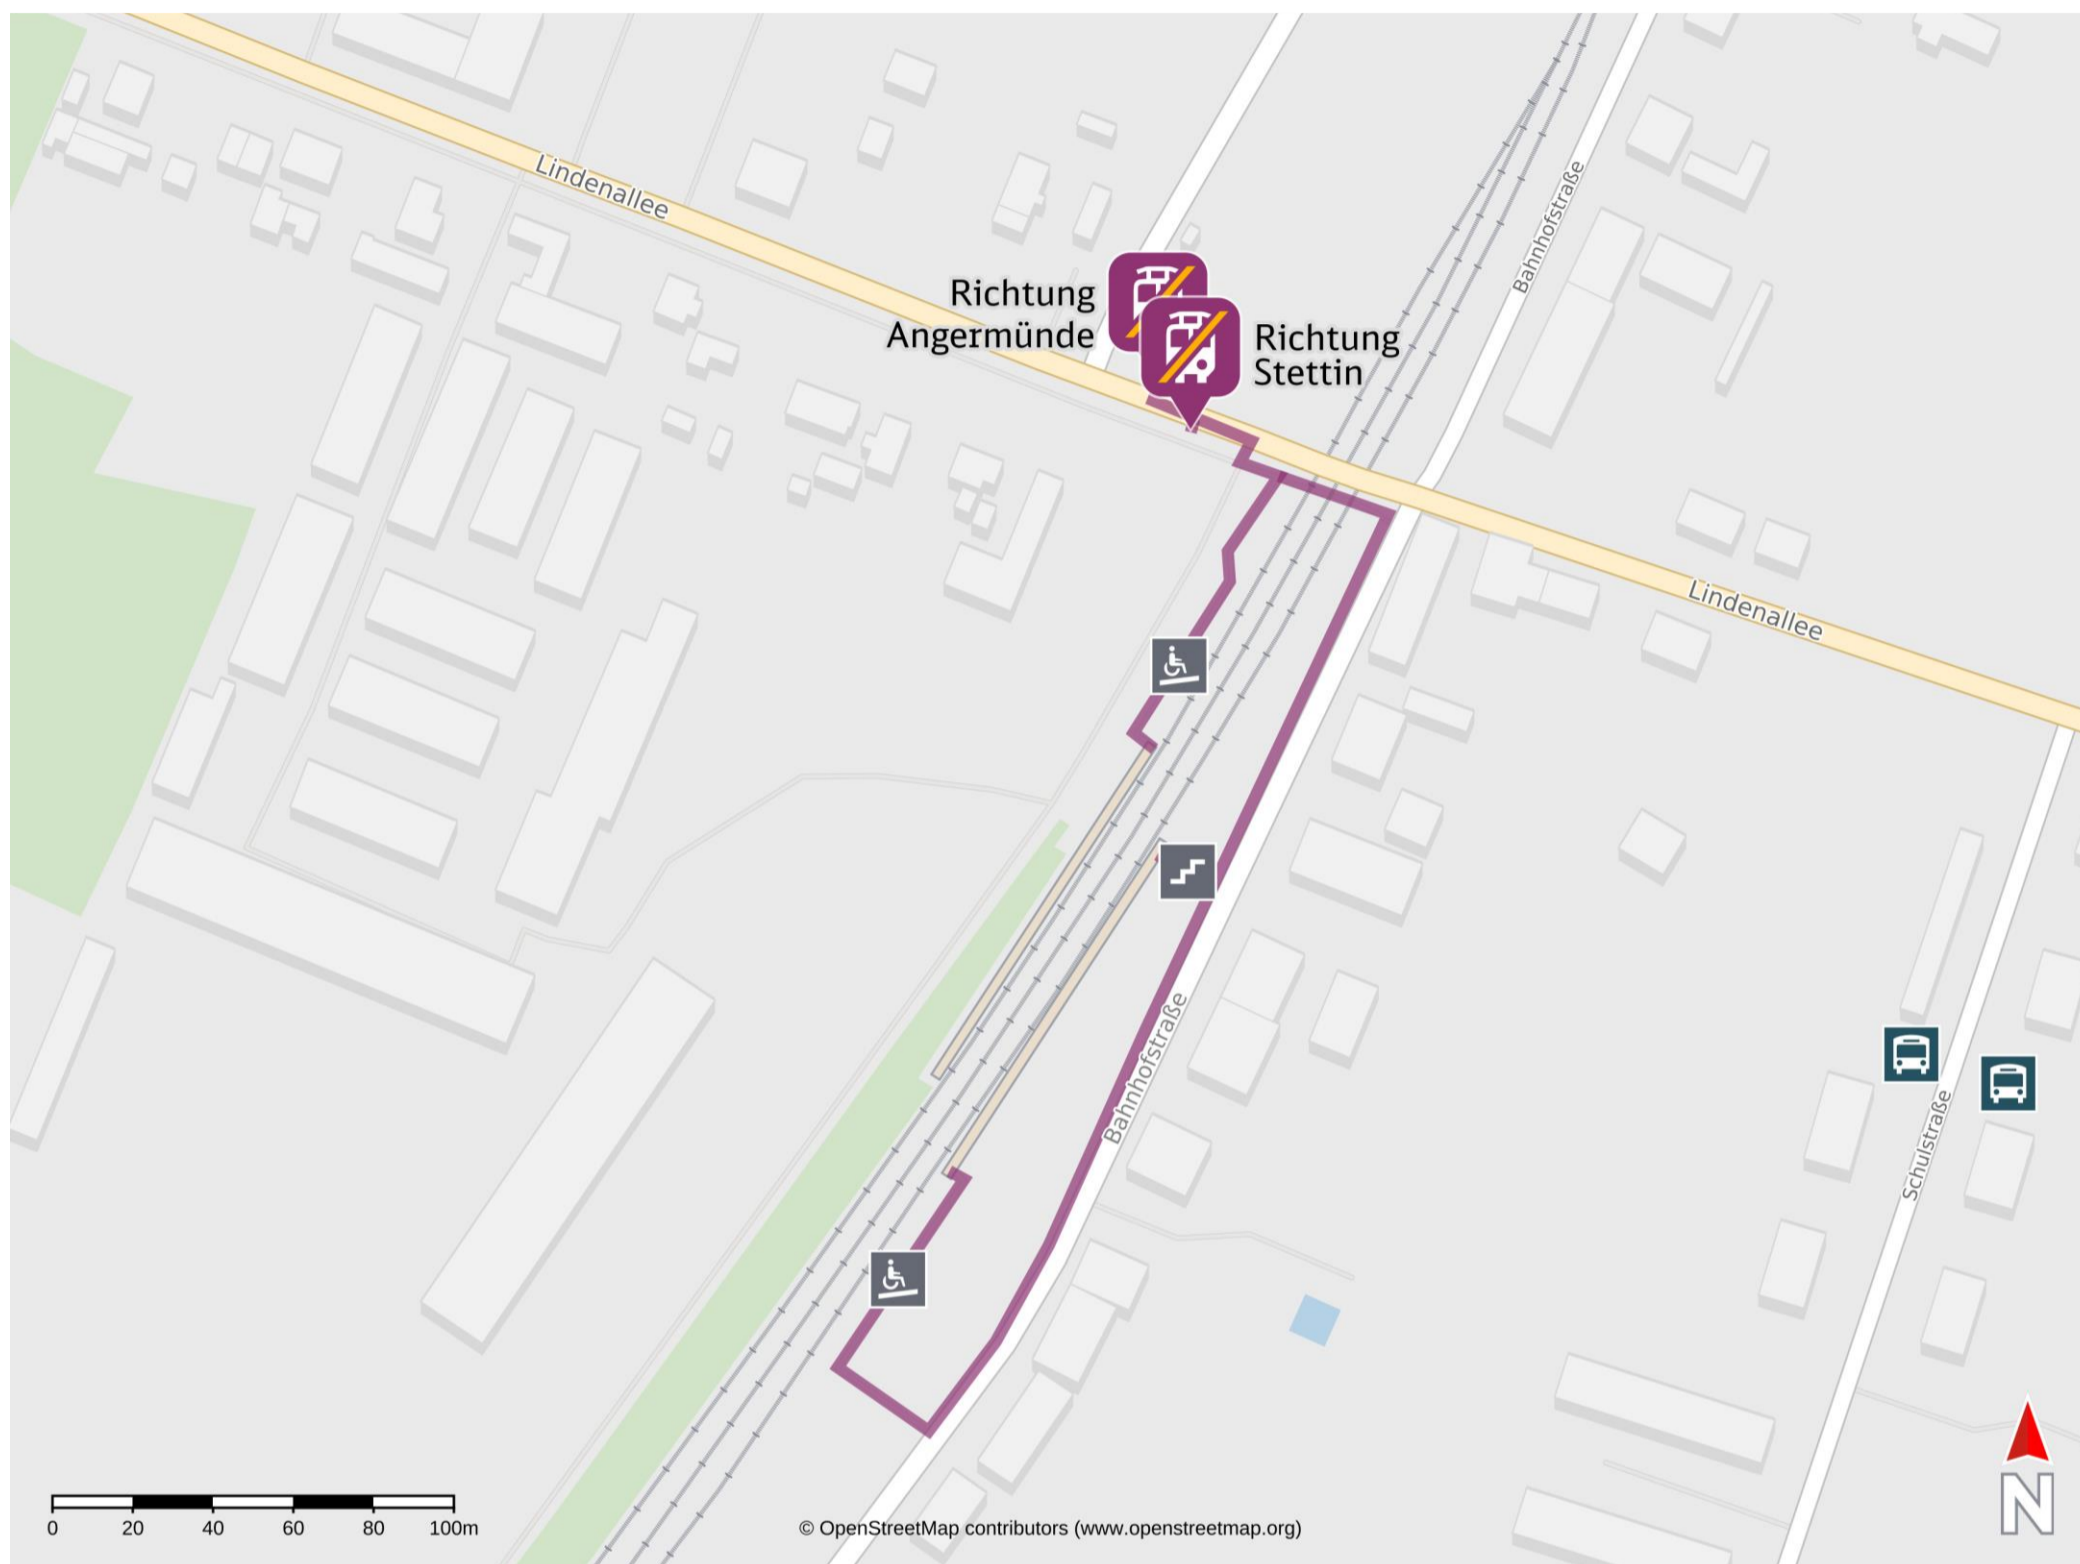 Lindenallee
Bahnhofstraße
Richtung
Angermünde
Richtung
Stettin
Lindenallee
Bahnhofstraße
Schulstraße
0 20 40 60 80 100m
© OpenStreetMap contributors (www.openstreetmap.org)
N